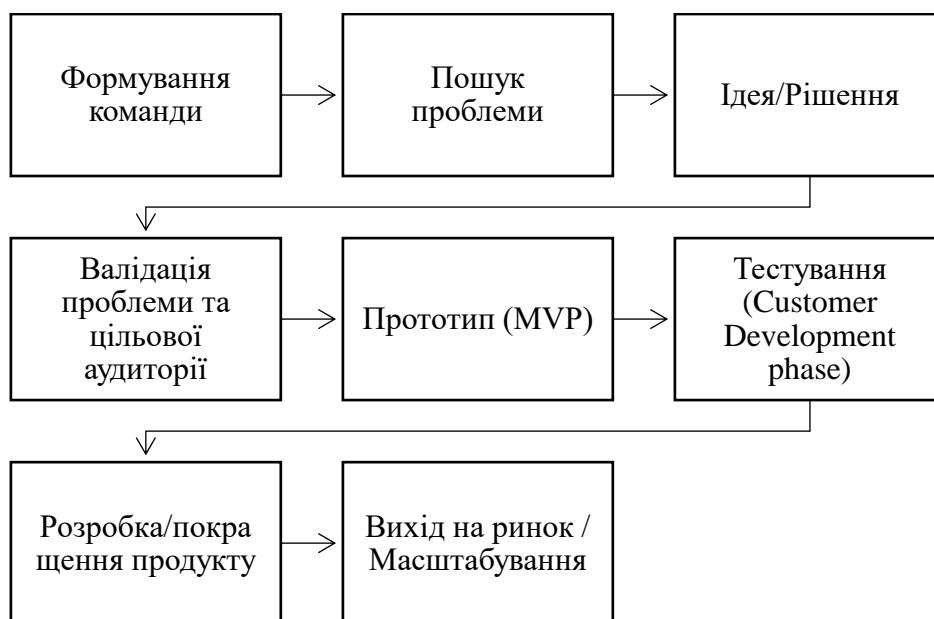 Формування
команди
Пошук
проблеми
Ідея/Рішення
Валідація
проблеми та
цільової
аудиторії
Прототип (MVP)
Тестування
(Customer
Development
phase)
Розробка/покра
щення продукту
Вихід на ринок /
Масштабування